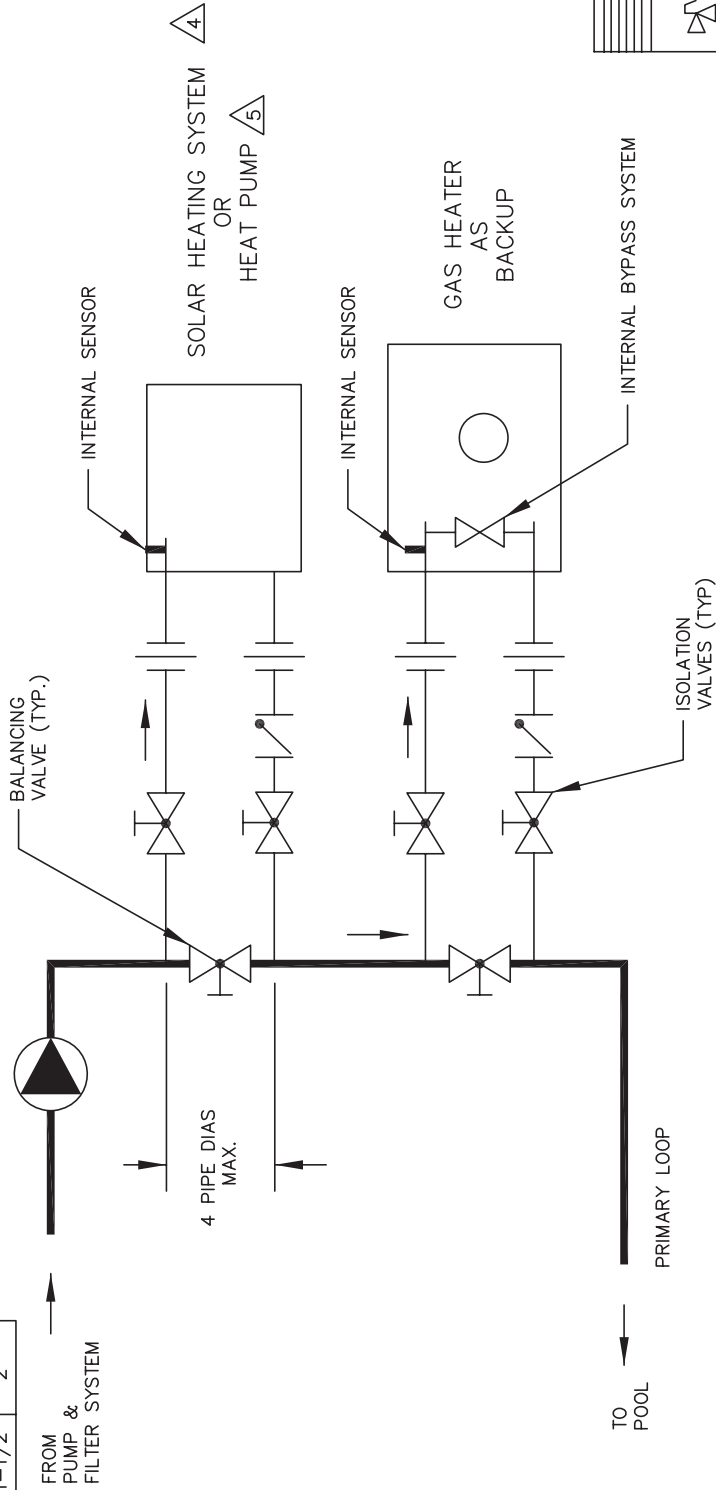 1-1/2
2
FROM
PUMP &
FILTER SYSTEM
BALANCING
VALVE (TYP.)
INTERNAL SENSOR
SOLAR HEATING SYSTEM
OR
HEAT PUMP
4
5
4 PIPE DIAS
MAX.
INTERNAL SENSOR
GAS HEATER
AS
BACKUP
INTERNAL BYPASS SYSTEM
ISOLATION
VALVES (TYP)
PRIMARY LOOP
TO
POOL